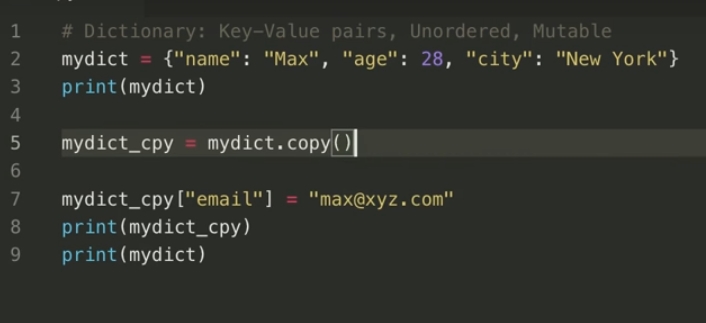 1 # Dictionary: Key-Value pairs, Unordered, Mutable
2 mydict = {"name": "Max", "age": 28, "city": "New York"}
3 print(mydict)
4
5 mydict_cpy = mydict.copy()
6
7 mydict_cpy["email"] = "max@xyz.com"
8 print(mydict_cpy)
9 print(mydict)